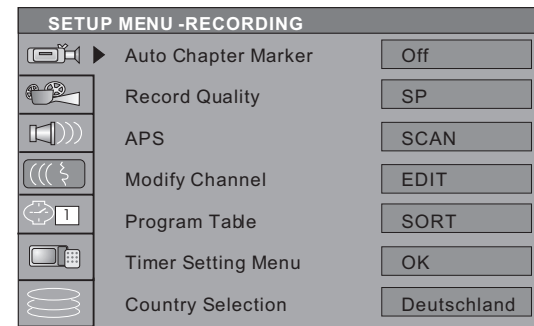 SETUP MENU -RECORDING
Auto Chapter Marker Off
Record Quality SP
APS SCAN
Modify Channel EDIT
1 Program Table SORT
Timer Setting Menu OK
Country Selection Deutschland